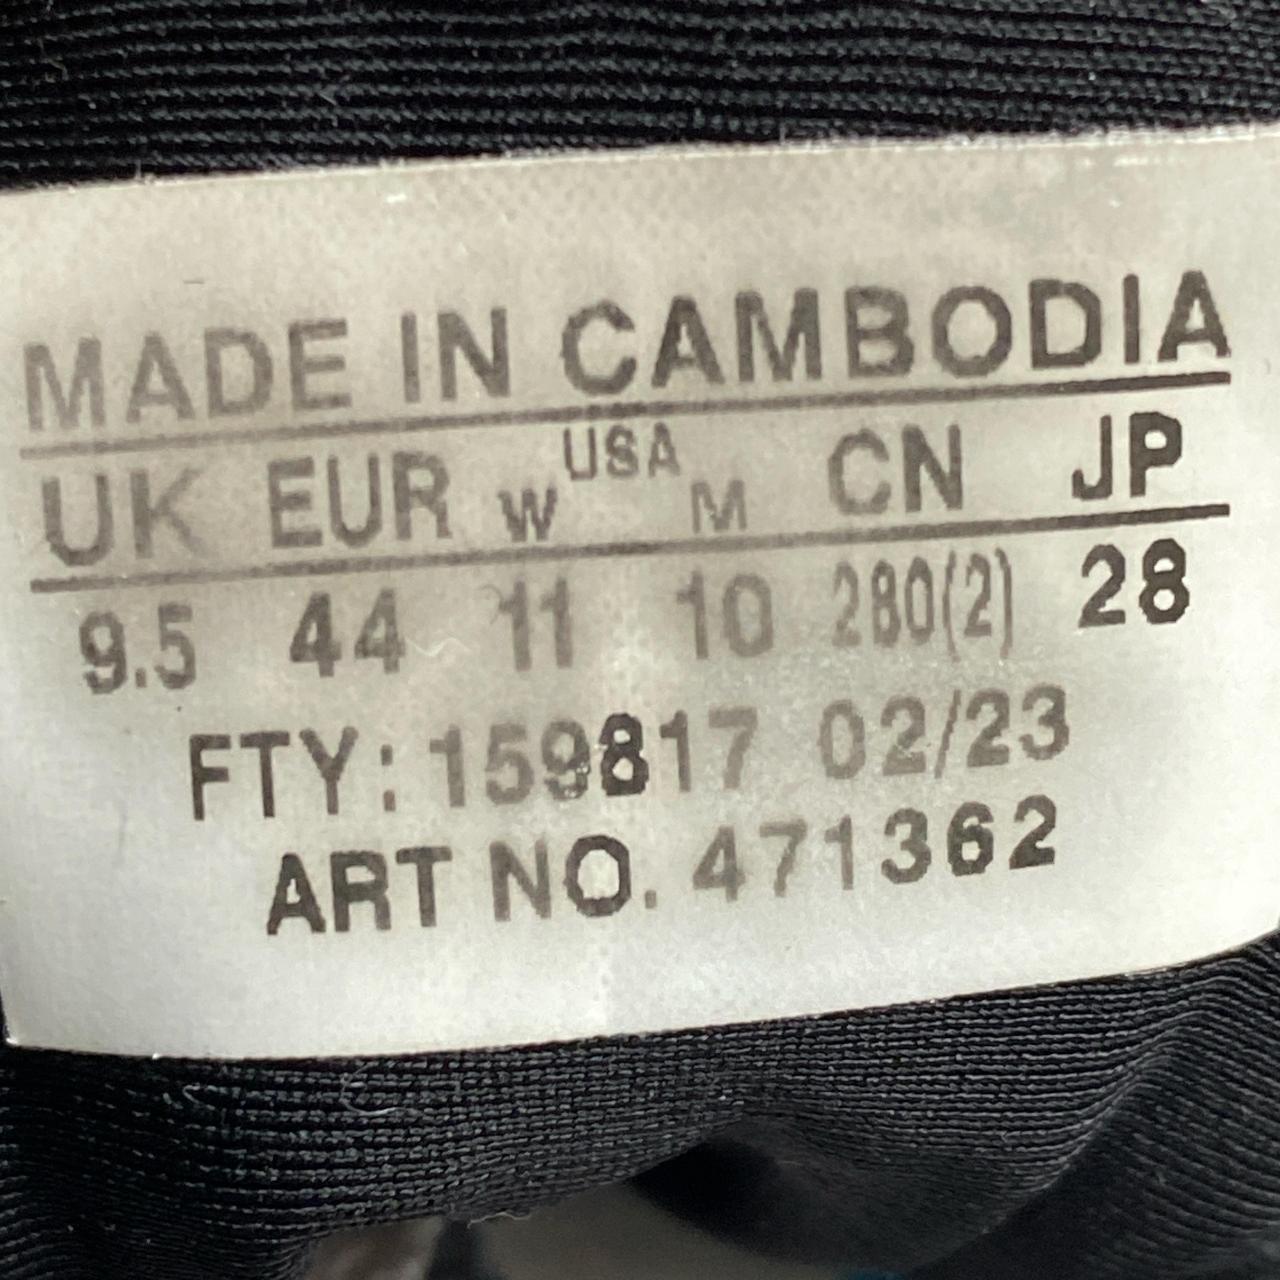 MADE IN CAMBODIA
UK EUR W USA M CN JP
9.5 44 11 10 280(2) 28
FTY: 159817 02/23
ART NO. 471362